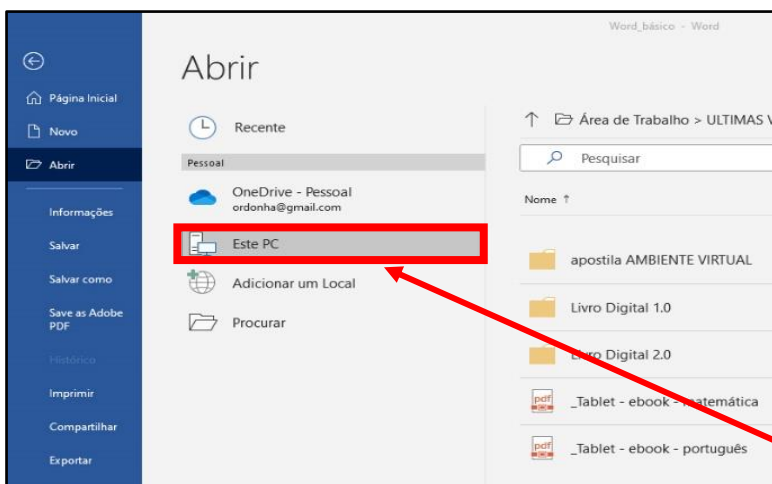 Word_básico - Word
Abrir
Página Inicial
Novo
Abrir
Informações
Salvar
Salvar como
Save as Adobe
PDF
Histórico
Imprimir
Compartilhar
Exportar
Recente
Pessoal
OneDrive - Pessoal
ordonha@gmail.com
Este PC
Adicionar um Local
Procurar
Área de Trabalho > ULTIMAS V
Pesquisar
Nome ↑
apostila AMBIENTE VIRTUAL
Livro Digital 1.0
Livro Digital 2.0
pdf
_Tablet - ebook - matemática
pdf
_Tablet - ebook - português